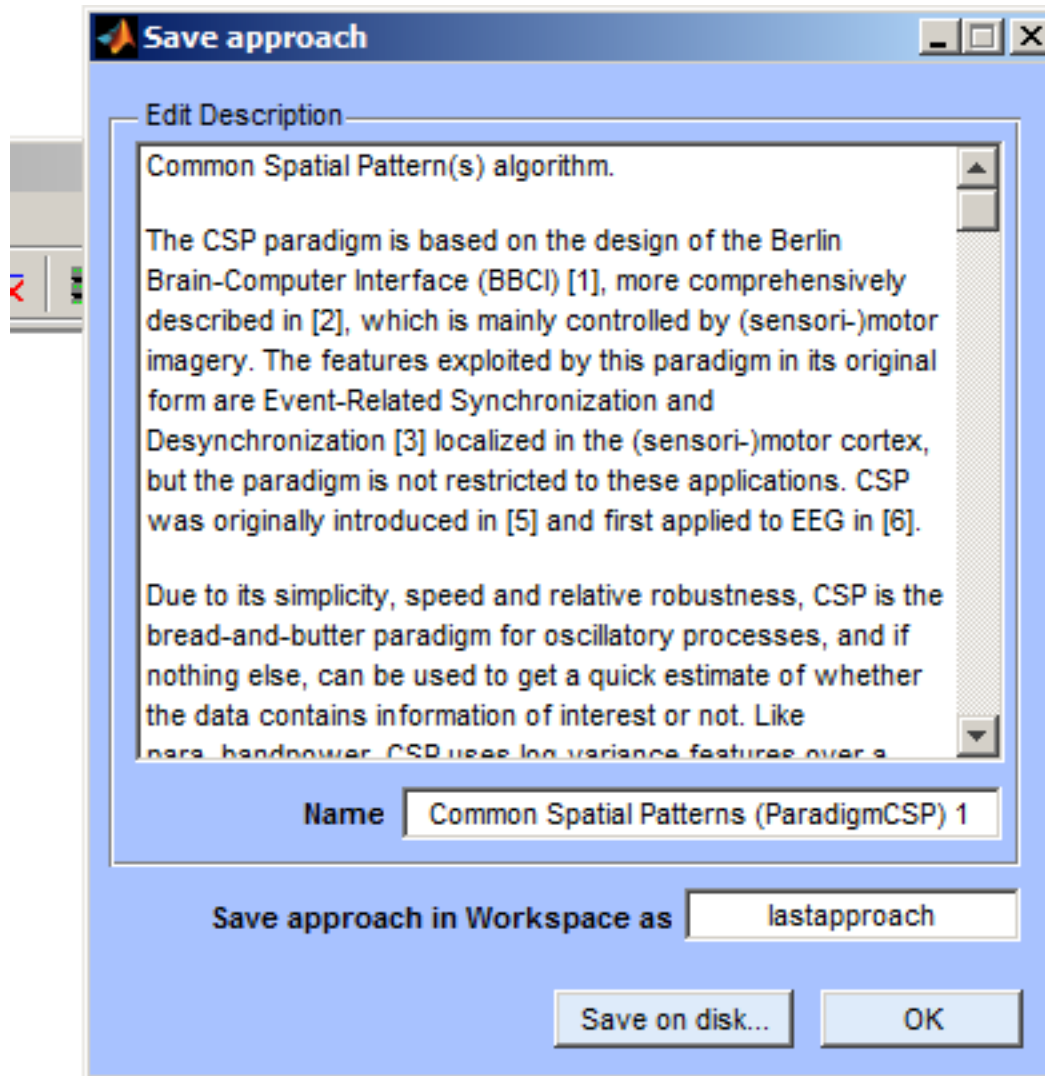 Save approach
Edit Description
Common Spatial Pattern(s) algorithm.
The CSP paradigm is based on the design of the Berlin
Brain-Computer Interface (BBCI) [1], more comprehensively
described in [2], which is mainly controlled by (sensori-)motor
imagery. The features exploited by this paradigm in its original
form are Event-Related Synchronization and
Desynchronization [3] localized in the (sensori-)motor cortex,
but the paradigm is not restricted to these applications. CSP
was originally introduced in [5] and first applied to EEG in [6].
Due to its simplicity, speed and relative robustness, CSP is the
bread-and-butter paradigm for oscillatory processes, and if
nothing else, can be used to get a quick estimate of whether
the data contains information of interest or not. Like
para_bandpower, CSP uses log-variance features over a
Name Common Spatial Patterns (ParadigmCSP) 1
Save approach in Workspace as lastapproach
Save on disk... OK